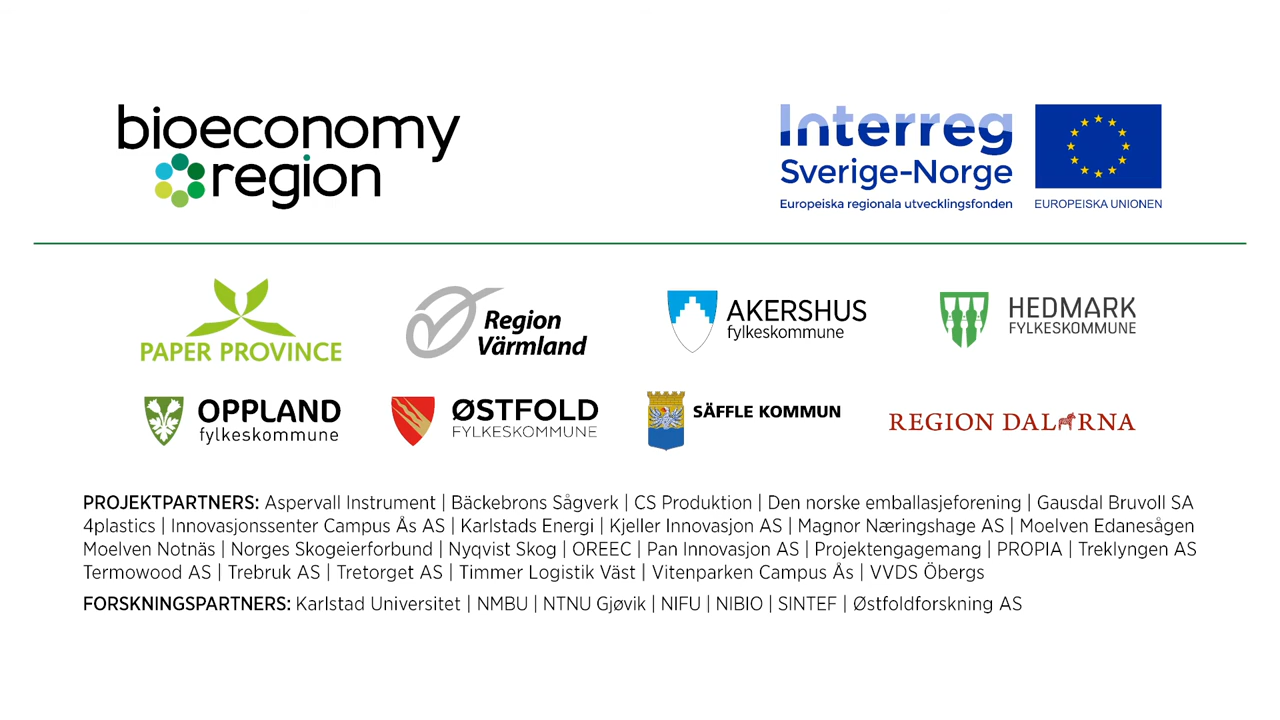 bioeconomy
region
Interreg
Sverige-Norge
Europeiska regionala utvecklingsfonden
EUROPEISKA UNIONEN
PAPER PROVINCE
Region
Värmland
AKERSHUS
fylkeskommune
HEDMARK
FYLKESKOMMUNE
OPPLAND
fylkeskommune
ØSTFOLD
FYLKESKOMMUNE
SÄFFLE KOMMUN
REGION DALARNA
PROJEKTPARTNERS: Aspervall Instrument | Bäckebrons Sågverk | CS Produktion | Den norske emballasjeforening | Gausdal Bruvoll SA
4plastics | Innovasjonssenter Campus Ås AS | Karlstads Energi | Kjeller Innovasjon AS | Magnor Næringshage AS | Moelven Edanesågen
Moelven Notnäs | Norges Skogeierforbund | Nyqvist Skog | OREEC | Pan Innovasjon AS | Projektengagemang | PROPIA | Treklyngen AS
Termowood AS | Trebruk AS | Tretorget AS | Timmer Logistik Väst | Vitenparken Campus Ås | VVDS Öbergs
FORSKNINGSPARTNERS: Karlstad Universitet | NMBU | NTNU Gjøvik | NIFU | NIBIO | SINTEF | Østfoldforskning AS